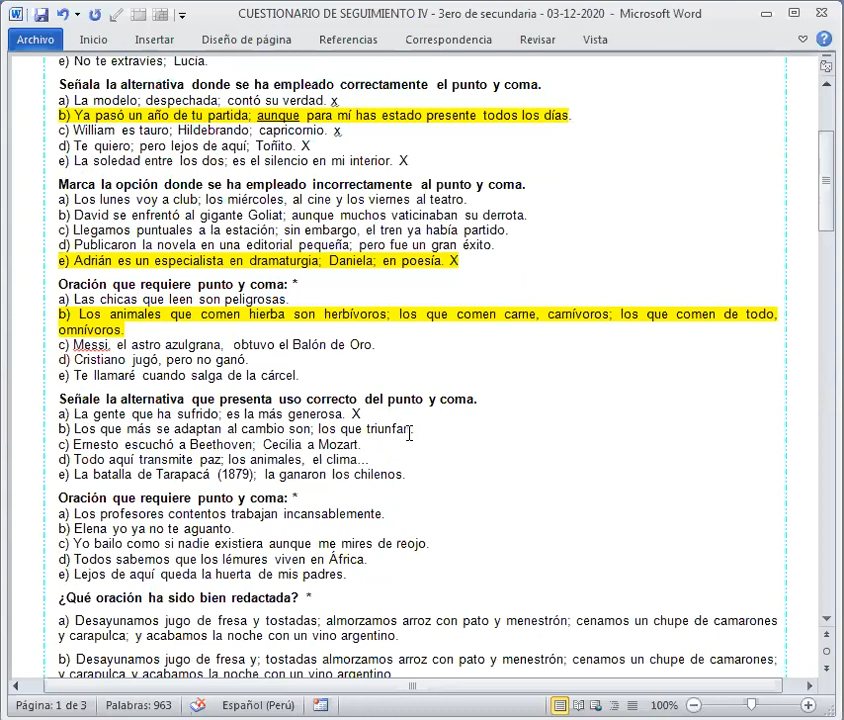 CUESTIONARIO DE SEGUIMIENTO IV - 3ero de secundaria - 03-12-2020 - Microsoft Word
Archivo Inicio Insertar Diseño de página Referencias Correspondencia Revisar Vista
e) No te extravíes; Lucía.
Señala la alternativa donde se ha empleado correctamente el punto y coma.
a) La modelo; despechada; contó su verdad. x
b) Ya pasó un año de tu partida; aunque para mí has estado presente todos los días.
c) William es tauro; Hildebrando; capricornio. x
d) Te quiero; pero lejos de aquí; Toñito. X
e) La soledad entre los dos; es el silencio en mi interior. X
Marca la opción donde se ha empleado incorrectamente al punto y coma.
a) Los lunes voy a club; los miércoles, al cine y los viernes al teatro.
b) David se enfrentó al gigante Goliat; aunque muchos vaticinaban su derrota.
c) Llegamos puntuales a la estación; sin embargo, el tren ya había partido.
d) Publicaron la novela en una editorial pequeña; pero fue un gran éxito.
e) Adrián es un especialista en dramaturgia; Daniela; en poesía. X
Oración que requiere punto y coma: *
a) Las chicas que leen son peligrosas.
b) Los animales que comen hierba son herbívoros; los que comen carne, carnívoros; los que comen de todo,
omnívoros.
c) Messi, el astro azulgrana, obtuvo el Balón de Oro.
d) Cristiano jugó, pero no ganó.
e) Te llamaré cuando salga de la cárcel.
Señale la alternativa que presenta uso correcto del punto y coma.
a) La gente que ha sufrido; es la más generosa. X
b) Los que más se adaptan al cambio son; los que triunfan.
c) Ernesto escuchó a Beethoven; Cecilia a Mozart.
d) Todo aquí transmite paz; los animales, el clima...
e) La batalla de Tarapacá (1879); la ganaron los chilenos.
Oración que requiere punto y coma: *
a) Los profesores contentos trabajan incansablemente.
b) Elena yo ya no te aguanto.
c) Yo bailo como si nadie existiera aunque me mires de reojo.
d) Todos sabemos que los lémures viven en África.
e) Lejos de aquí queda la huerta de mis padres.
¿Qué oración ha sido bien redactada? *
a) Desayunamos jugo de fresa y tostadas; almorzamos arroz con pato y menestrón; cenamos un chupe de camarones
y carapulca; y acabamos la noche con un vino argentino.
b) Desayunamos jugo de fresa y; tostadas almorzamos arroz con pato y menestrón; cenamos un chupe de camarones;
y carapulca y acabamos la noche con un vino argentino
Página: 1 de 3 Palabras: 963 Español (Perú) 100%